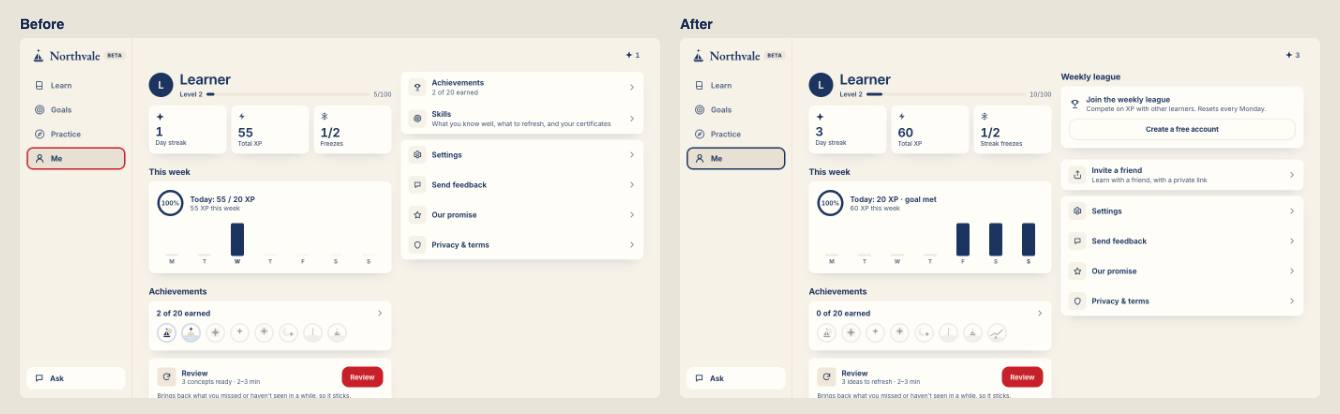 Before
Northvale BETA
1
Learn
Goals
Practice
Me
Ask
L
Learner
Level 2
5/100
1
Day streak
55
Total XP
1/2
Freezes
This week
100%
Today: 55 / 20 XP
55 XP this week
M T W T F S S
Achievements
2 of 20 earned
Review
3 concepts ready · 2–3 min
Review
Brings back what you missed or haven't seen in a while, so it sticks.
Achievements
2 of 20 earned
Skills
What you know well, what to refresh, and your certificates
Settings
Send feedback
Our promise
Privacy & terms
After
Northvale BETA
3
Learn
Goals
Practice
Me
Ask
L
Learner
Level 2
10/100
3
Day streak
60
Total XP
1/2
Streak freezes
This week
100%
Today: 20 XP · goal met
60 XP this week
M T W T F S S
Achievements
0 of 20 earned
Review
3 ideas to refresh · 2–3 min
Review
Brings back what you missed or haven't seen in a while, so it sticks.
Weekly league
Join the weekly league
Compete on XP with other learners. Resets every Monday.
Create a free account
Invite a friend
Learn with a friend, with a private link
Settings
Send feedback
Our promise
Privacy & terms